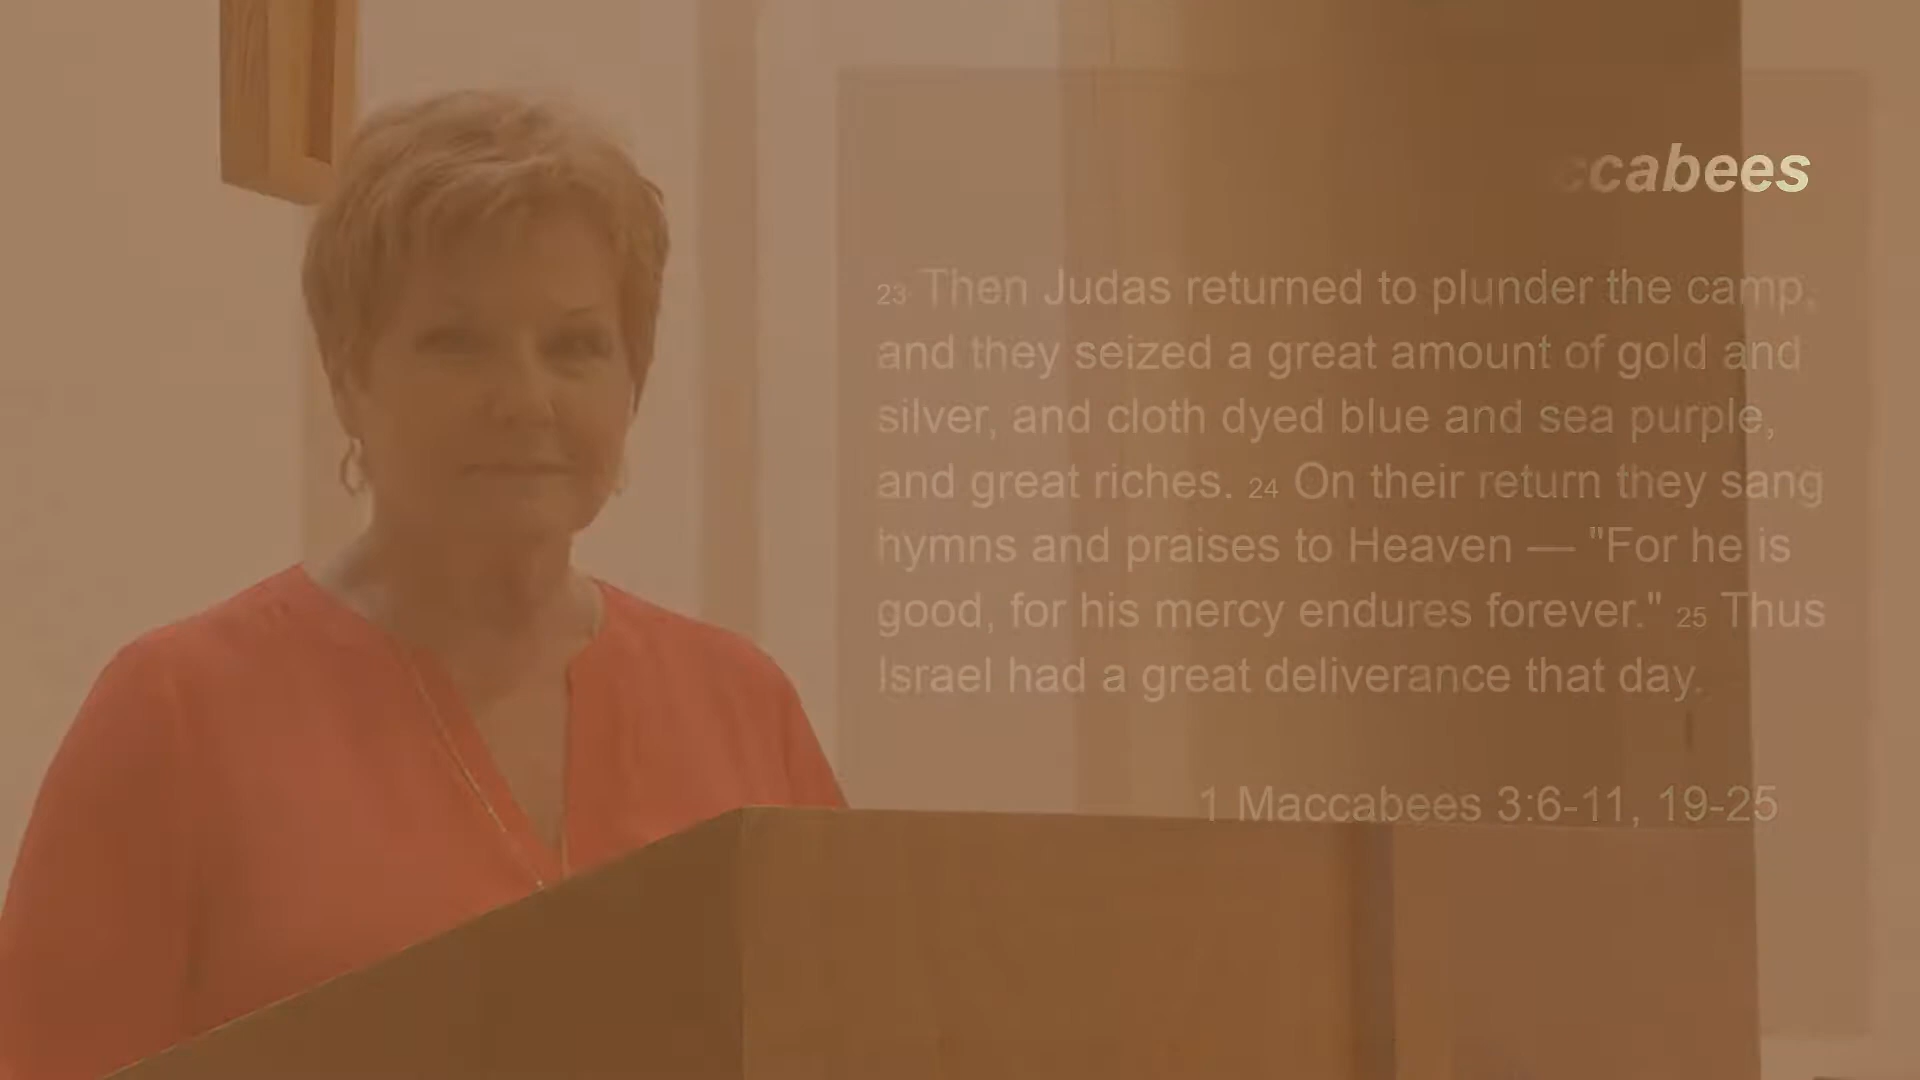 ccabees
23 Then Judas returned to plunder the camp,
and they seized a great amount of gold and
silver, and cloth dyed blue and sea purple,
and great riches. 24 On their return they sang
hymns and praises to Heaven — "For he is
good, for his mercy endures forever." 25 Thus
Israel had a great deliverance that day.
1 Maccabees 3:6-11, 19-25